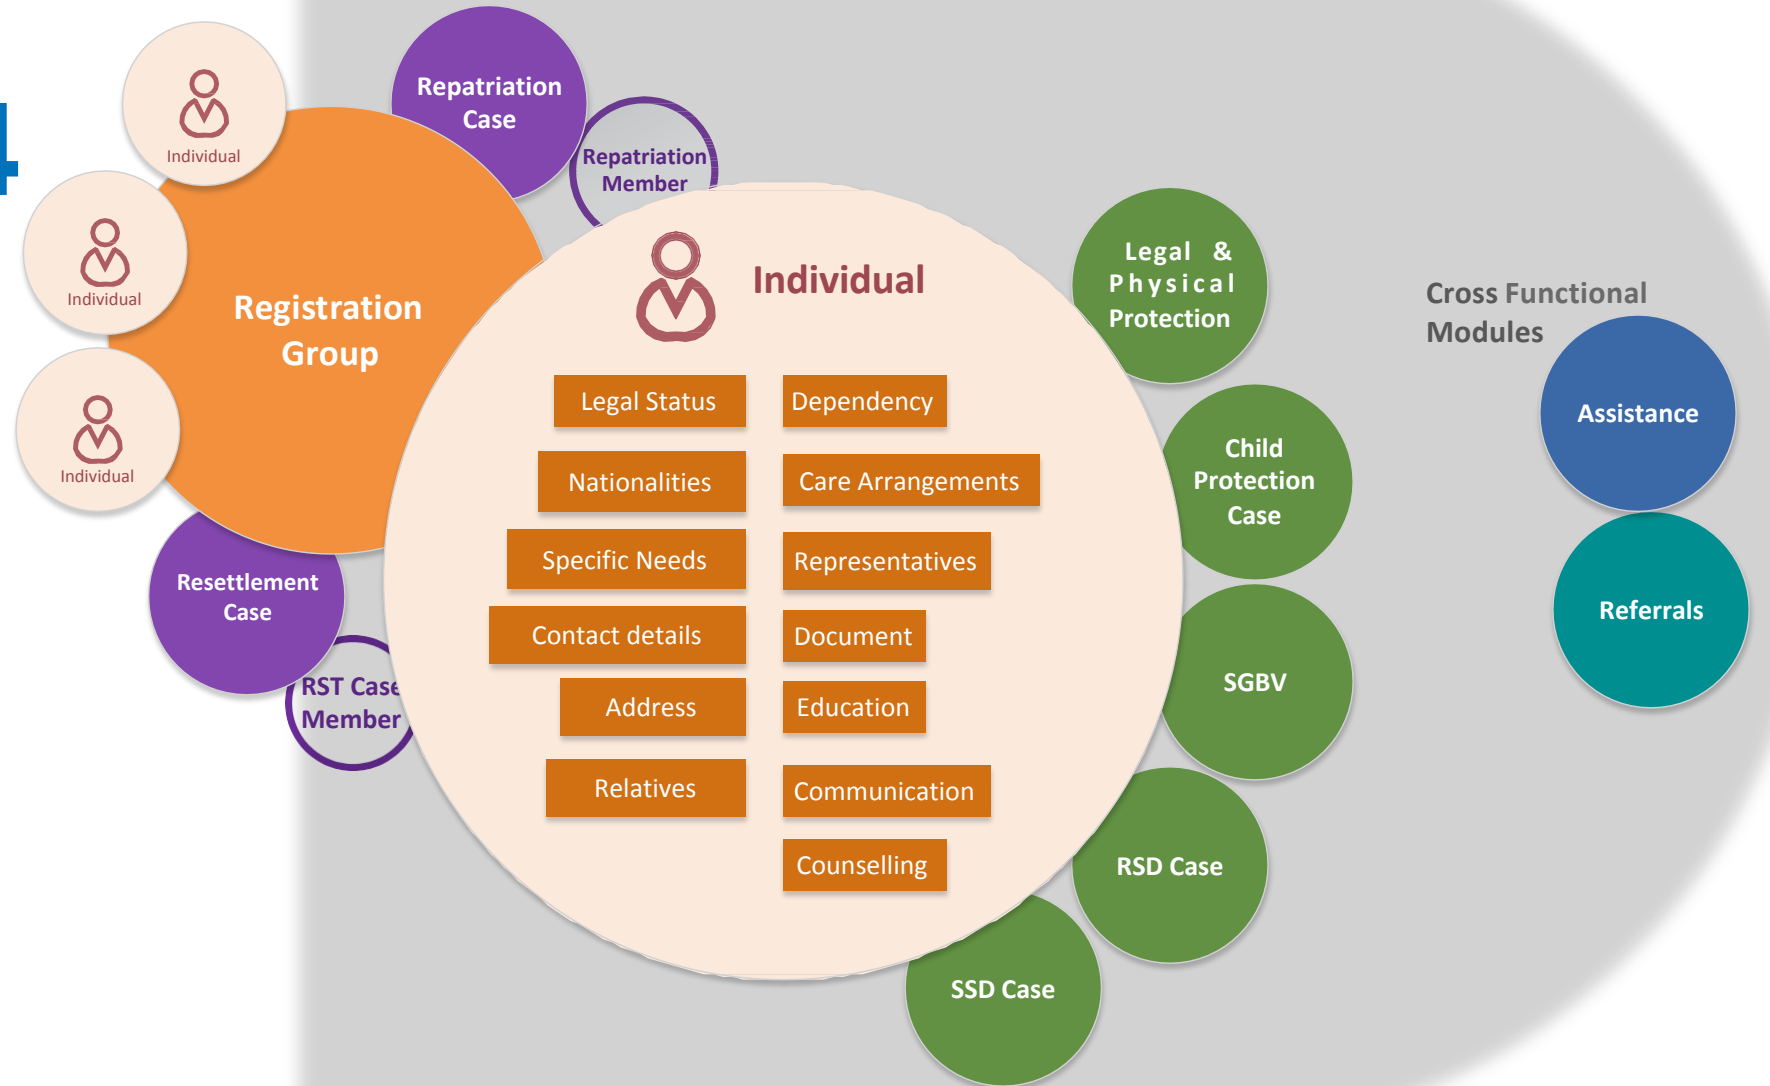 4
Individual
Individual
Individual
Registration
Group
Repatriation
Case
Repatriation
Member
Resettlement
Case
RST Case
Member
Individual
Legal Status
Nationalities
Specific Needs
Contact details
Address
Relatives
Dependency
Care Arrangements
Representatives
Document
Education
Communication
Counselling
Legal &
Physical
Protection
Child
Protection
Case
SGBV
RSD Case
SSD Case
Cross Functional
Modules
Assistance
Referrals